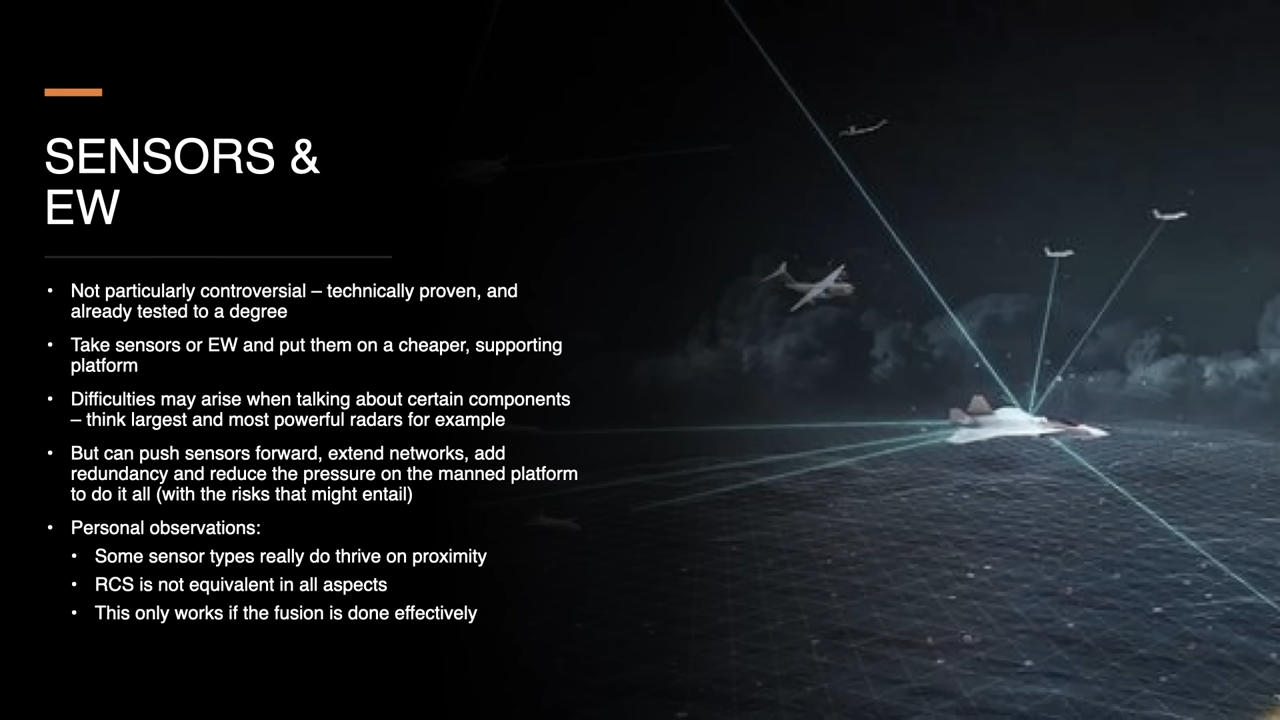 SENSORS &
EW
• Not particularly controversial – technically proven, and
already tested to a degree
• Take sensors or EW and put them on a cheaper, supporting
platform
• Difficulties may arise when talking about certain components
– think largest and most powerful radars for example
• But can push sensors forward, extend networks, add
redundancy and reduce the pressure on the manned platform
to do it all (with the risks that might entail)
• Personal observations:
• Some sensor types really do thrive on proximity
• RCS is not equivalent in all aspects
• This only works if the fusion is done effectively